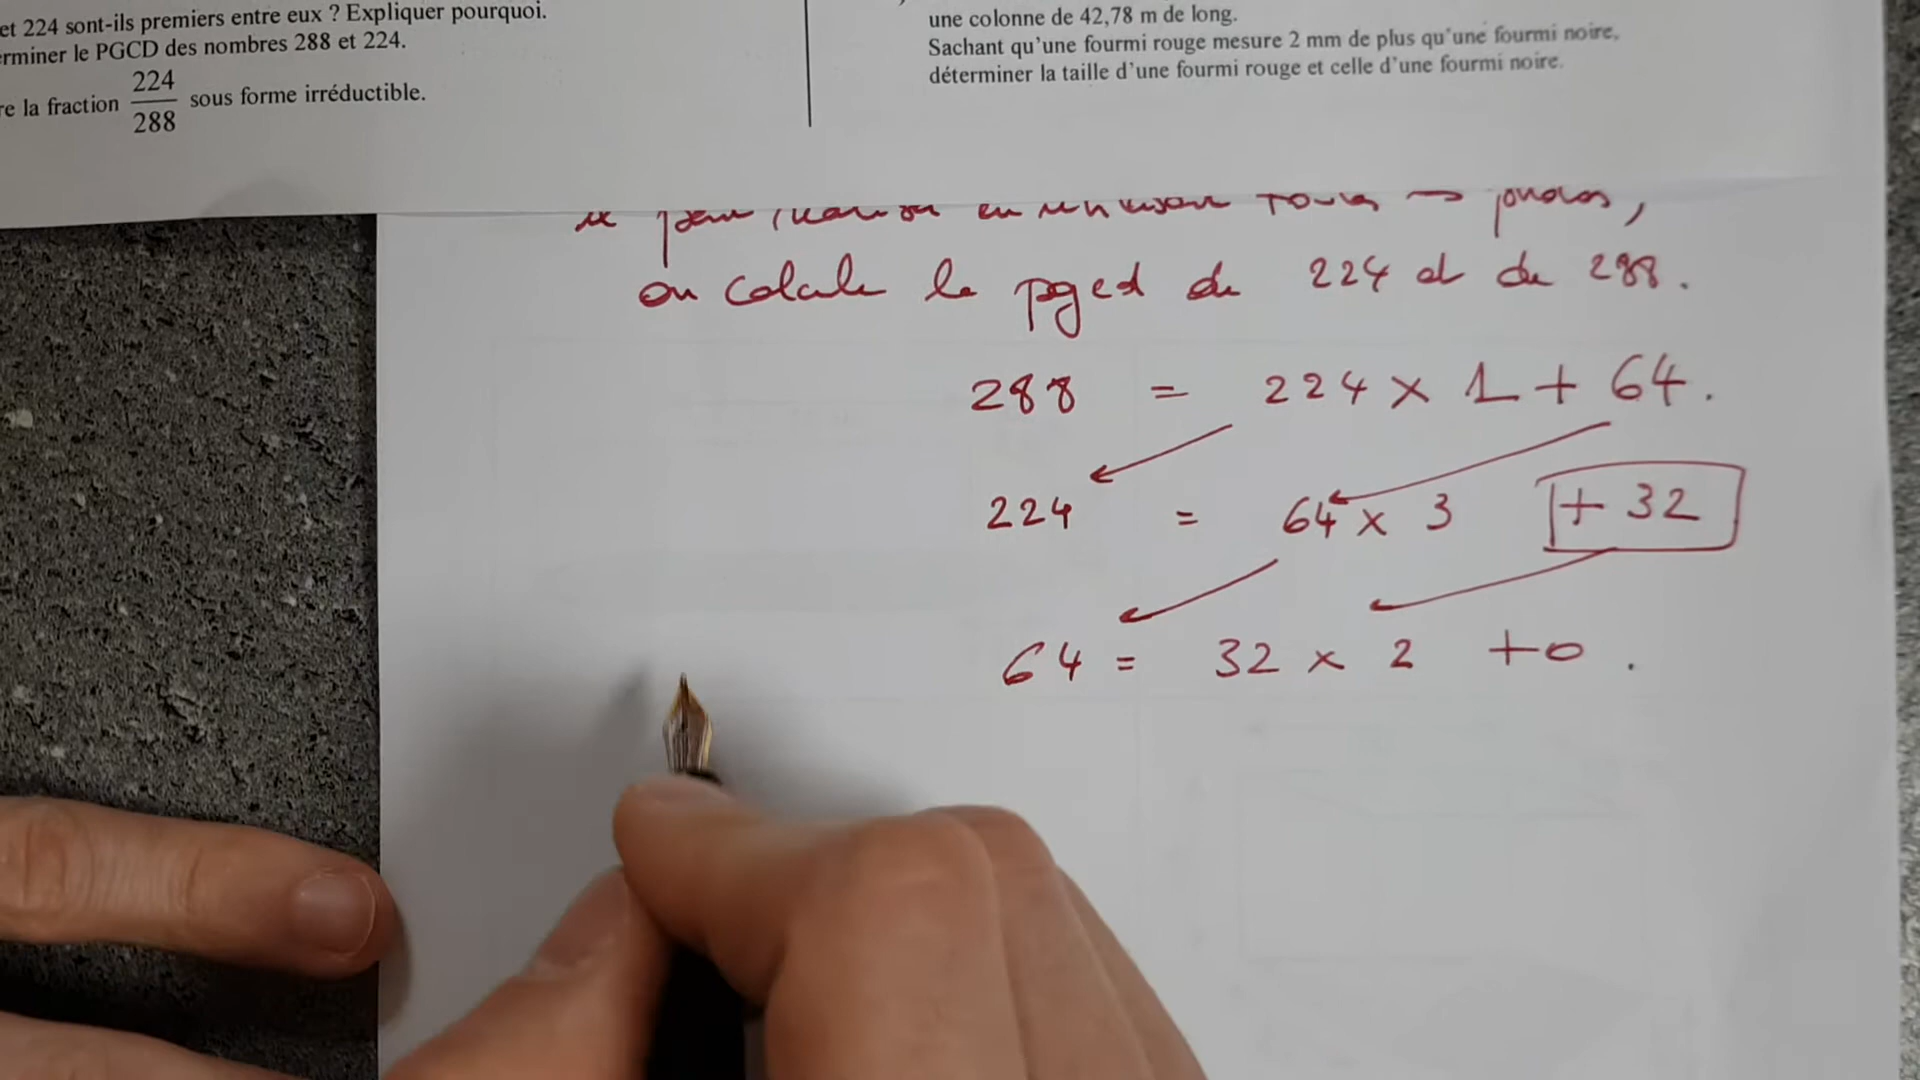 et 224 sont-ils premiers entre eux ? Expliquer pourquoi.
rminer le PGCD des nombres 288 et 224.
re la fraction 224/288 sous forme irréductible.
une colonne de 42,78 m de long.
Sachant qu'une fourmi rouge mesure 2 mm de plus qu'une fourmi noire,
déterminer la taille d'une fourmi rouge et celle d'une fourmi noire.
on calcule le pgcd de 224 et de 288.
288 = 224 × 1 + 64.
224 = 64 × 3 + 32
64 = 32 × 2 + 0.